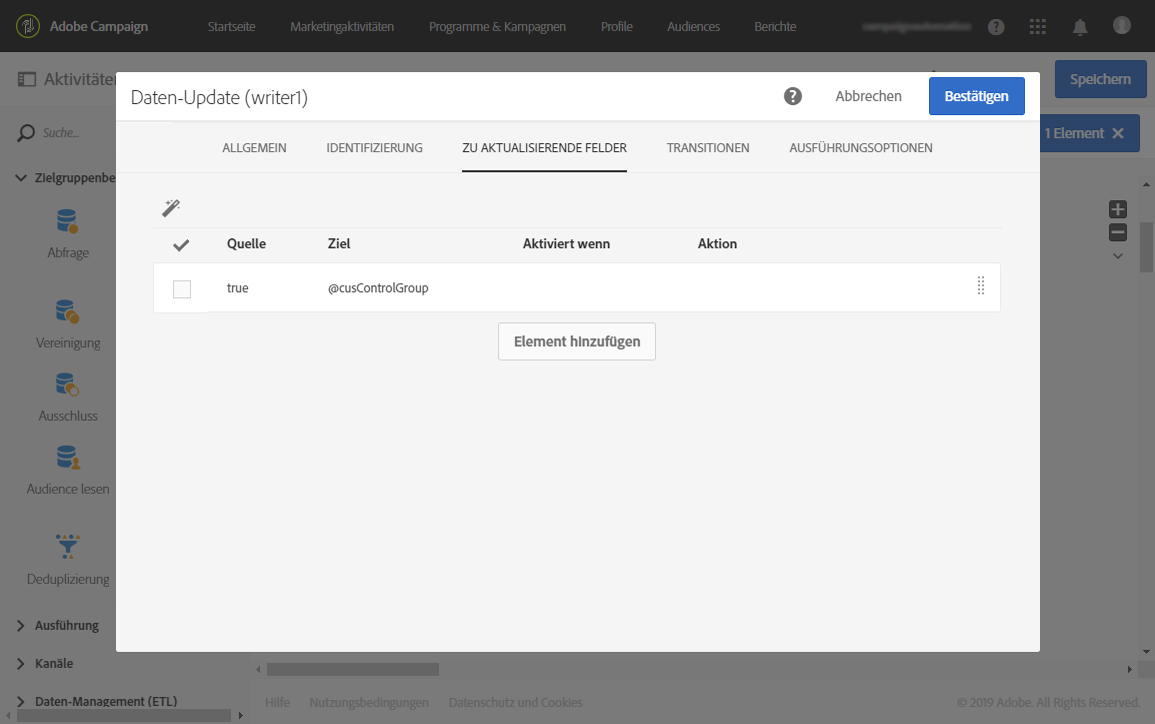 Adobe Campaign Startseite Marketingaktivitäten Programme & Kampagnen Profile Audiences Berichte
Aktivitäten
Speichern
Daten-Update (writer1) Abbrechen Bestätigen
Suche...
1 Element
ALLGEMEIN IDENTIFIZIERUNG ZU AKTUALISIERENDE FELDER TRANSITIONEN AUSFÜHRUNGSOPTIONEN
Zielgruppenbe
Abfrage
Quelle Ziel Aktiviert wenn Aktion
true @cusControlGroup
Element hinzufügen
Vereinigung
Ausschluss
Audience lesen
Deduplizierung
Ausführung
Kanäle
Daten-Management (ETL)
Hilfe Nutzungsbedingungen Datenschutz und Cookies © 2019 Adobe. All Rights Reserved.